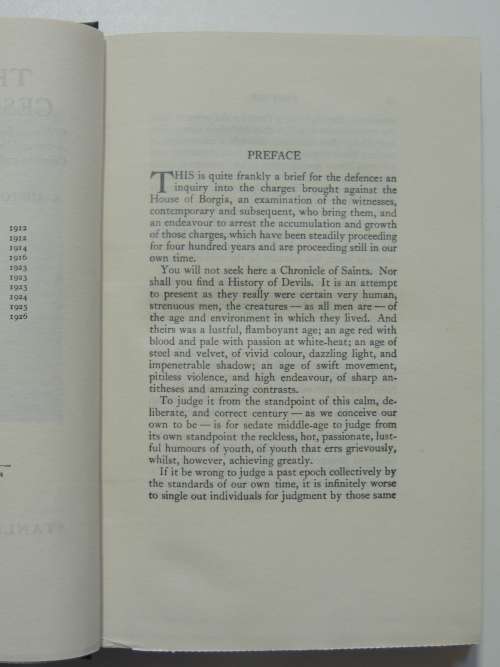 1912
1912
1914
1916
1923
1923
1923
1924
1925
1926
PREFACE
THIS is quite frankly a brief for the defence: an
inquiry into the charges brought against the
House of Borgia, an examination of the witnesses,
contemporary and subsequent, who bring them, and
an endeavour to arrest the accumulation and growth
of those charges, which have been steadily proceeding
for four hundred years and are proceeding still in our
own time.
You will not seek here a Chronicle of Saints. Nor
shall you find a History of Devils. It is an attempt
to present as they really were certain very human,
strenuous men, the creatures — as all men are — of
the age and environment in which they lived. And
theirs was a lustful, flamboyant age; an age red with
blood and pale with passion at white-heat; an age of
steel and velvet, of vivid colour, dazzling light, and
impenetrable shadow; an age of swift movement,
pitiless violence, and high endeavour, of sharp an-
titheses and amazing contrasts.
To judge it from the standpoint of this calm, de-
liberate, and correct century — as we conceive our
own to be — is for sedate middle-age to judge from
its own standpoint the reckless, hot, passionate, lust-
ful humours of youth, of youth that errs grievously,
whilst, however, achieving greatly.
If it be wrong to judge a past epoch collectively by
the standards of our own time, it is infinitely worse
to single out individuals for judgment by those same